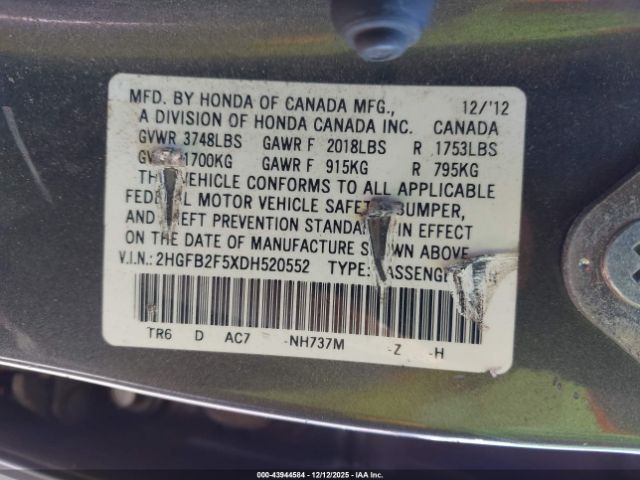 MFD. BY HONDA OF CANADA MFG., 12/'12
A DIVISION OF HONDA CANADA INC. CANADA
GVWR 3748LBS GAWR F 2018LBS R 1753LBS
1700KG GAWR F 915KG R 795KG
VEHICLE CONFORMS TO ALL APPLICABLE
MOTOR VEHICLE BUMPER,
AND PREVENTION IN EFFECT
ON THE DATE OF MANUFACTURE SHOWN ABOVE
V.I.N.: 2HGFB2F5XDH520552 TYPE:
TR6 D AC7 -NH737M -Z -H
000-43944584 | 12/12/2025 - IAA Inc.